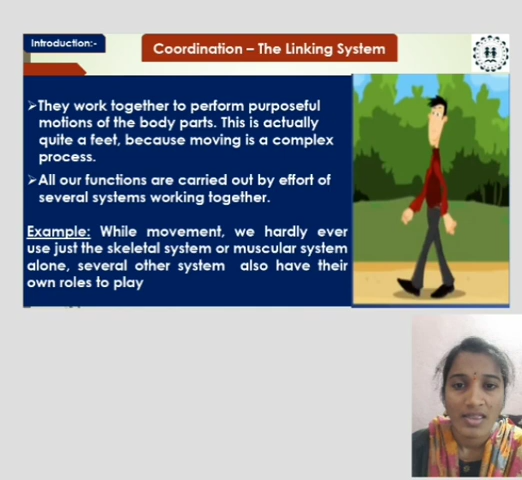 Introduction:-
Coordination – The Linking System
➢They work together to perform purposeful
motions of the body parts. This is actually
quite a feet, because moving is a complex
process.
➢All our functions are carried out by effort of
several systems working together.
Example: While movement, we hardly ever
use just the skeletal system or muscular system
alone, several other system also have their
own roles to play